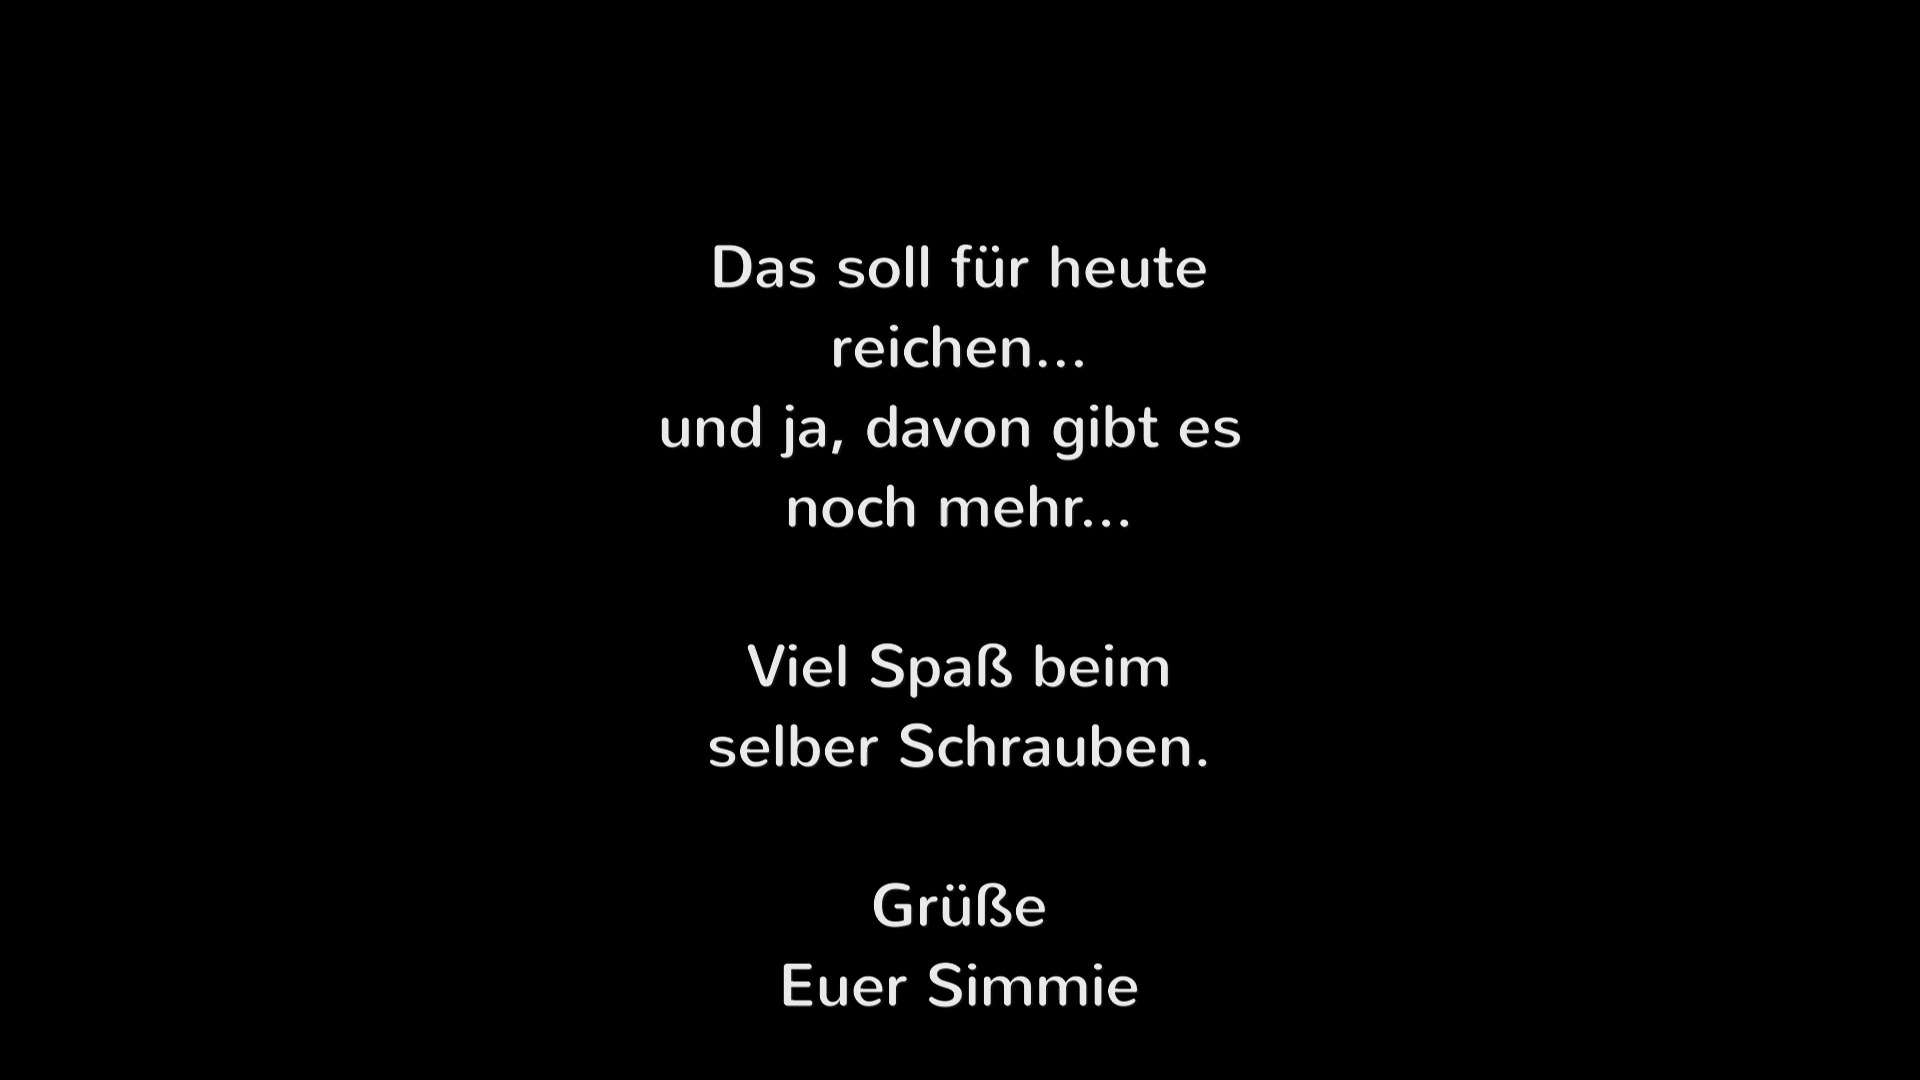 Das soll für heute
reichen...
und ja, davon gibt es
noch mehr...
Viel Spaß beim
selber Schrauben.
Grüße
Euer Simmie